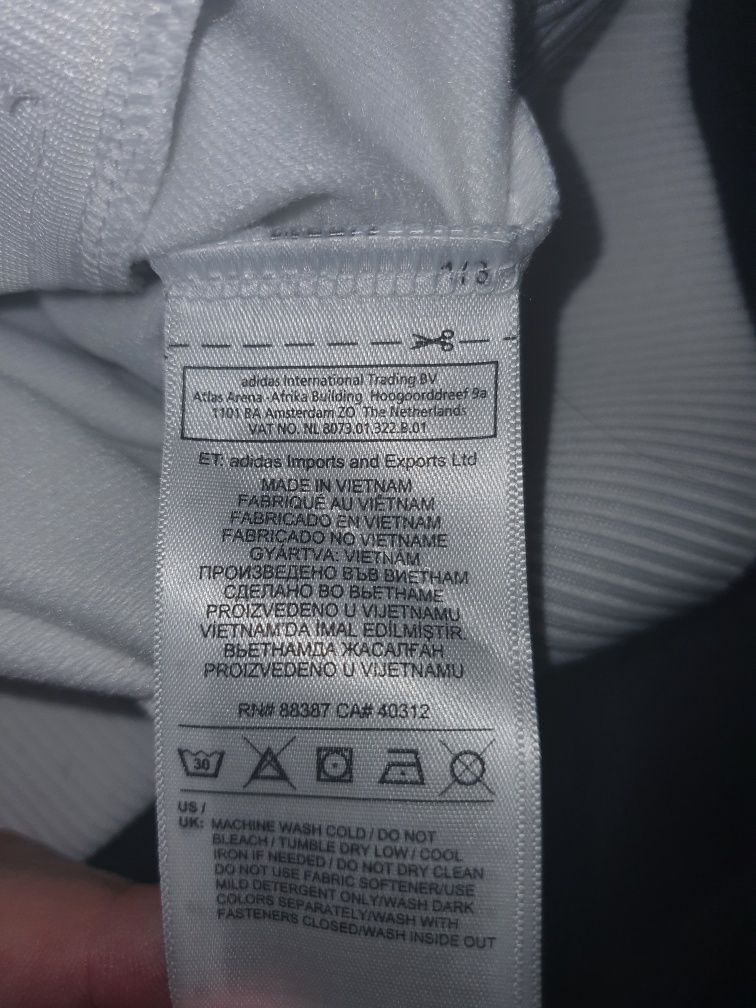 1/8
adidas International Trading BV
Atlas Arena -Afrika Building Hoogoorddreef 9a
1101 BA Amsterdam ZO The Netherlands
VAT NO. NL 8073.01.322.B.01
ET: adidas Imports and Exports Ltd
MADE IN VIETNAM
FABRIQUÉ AU VIÊTNAM
FABRICADO EN VIETNAM
FABRICADO NO VIETNAME
GYÁRTVA: VIETNÁM
ПРОИЗВЕДЕНО ВЪВ ВИЕТНАМ
СДЕЛАНО ВО ВЬЕТНАМЕ
PROIZVEDENO U VIJETNAMU
VIETNAM'DA İMAL EDİLMİŞTİR.
ВЬЕТНАМДА ЖАСАЛҒАН
PROIZVEDENO U VIJETNAMU
RN# 88387 CA# 40312
30
US /
UK: MACHINE WASH COLD / DO NOT
BLEACH / TUMBLE DRY LOW / COOL
IRON IF NEEDED / DO NOT DRY CLEAN
DO NOT USE FABRIC SOFTENER/USE
MILD DETERGENT ONLY/WASH DARK
COLORS SEPARATELY/WASH WITH
FASTENERS CLOSED/WASH INSIDE OUT